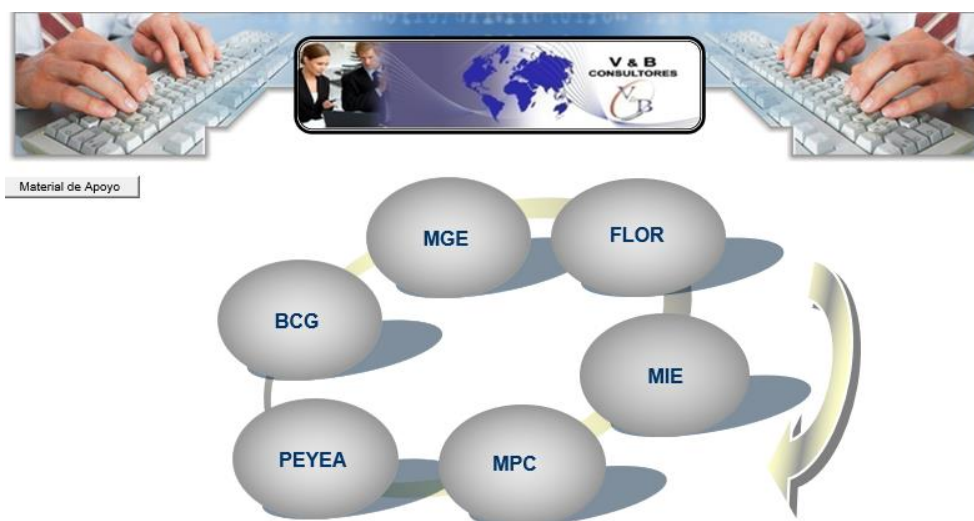 V & B
CONSULTORES
V&B
Material de Apoyo
MGE
FLOR
BCG
MIE
PEYEA
MPC